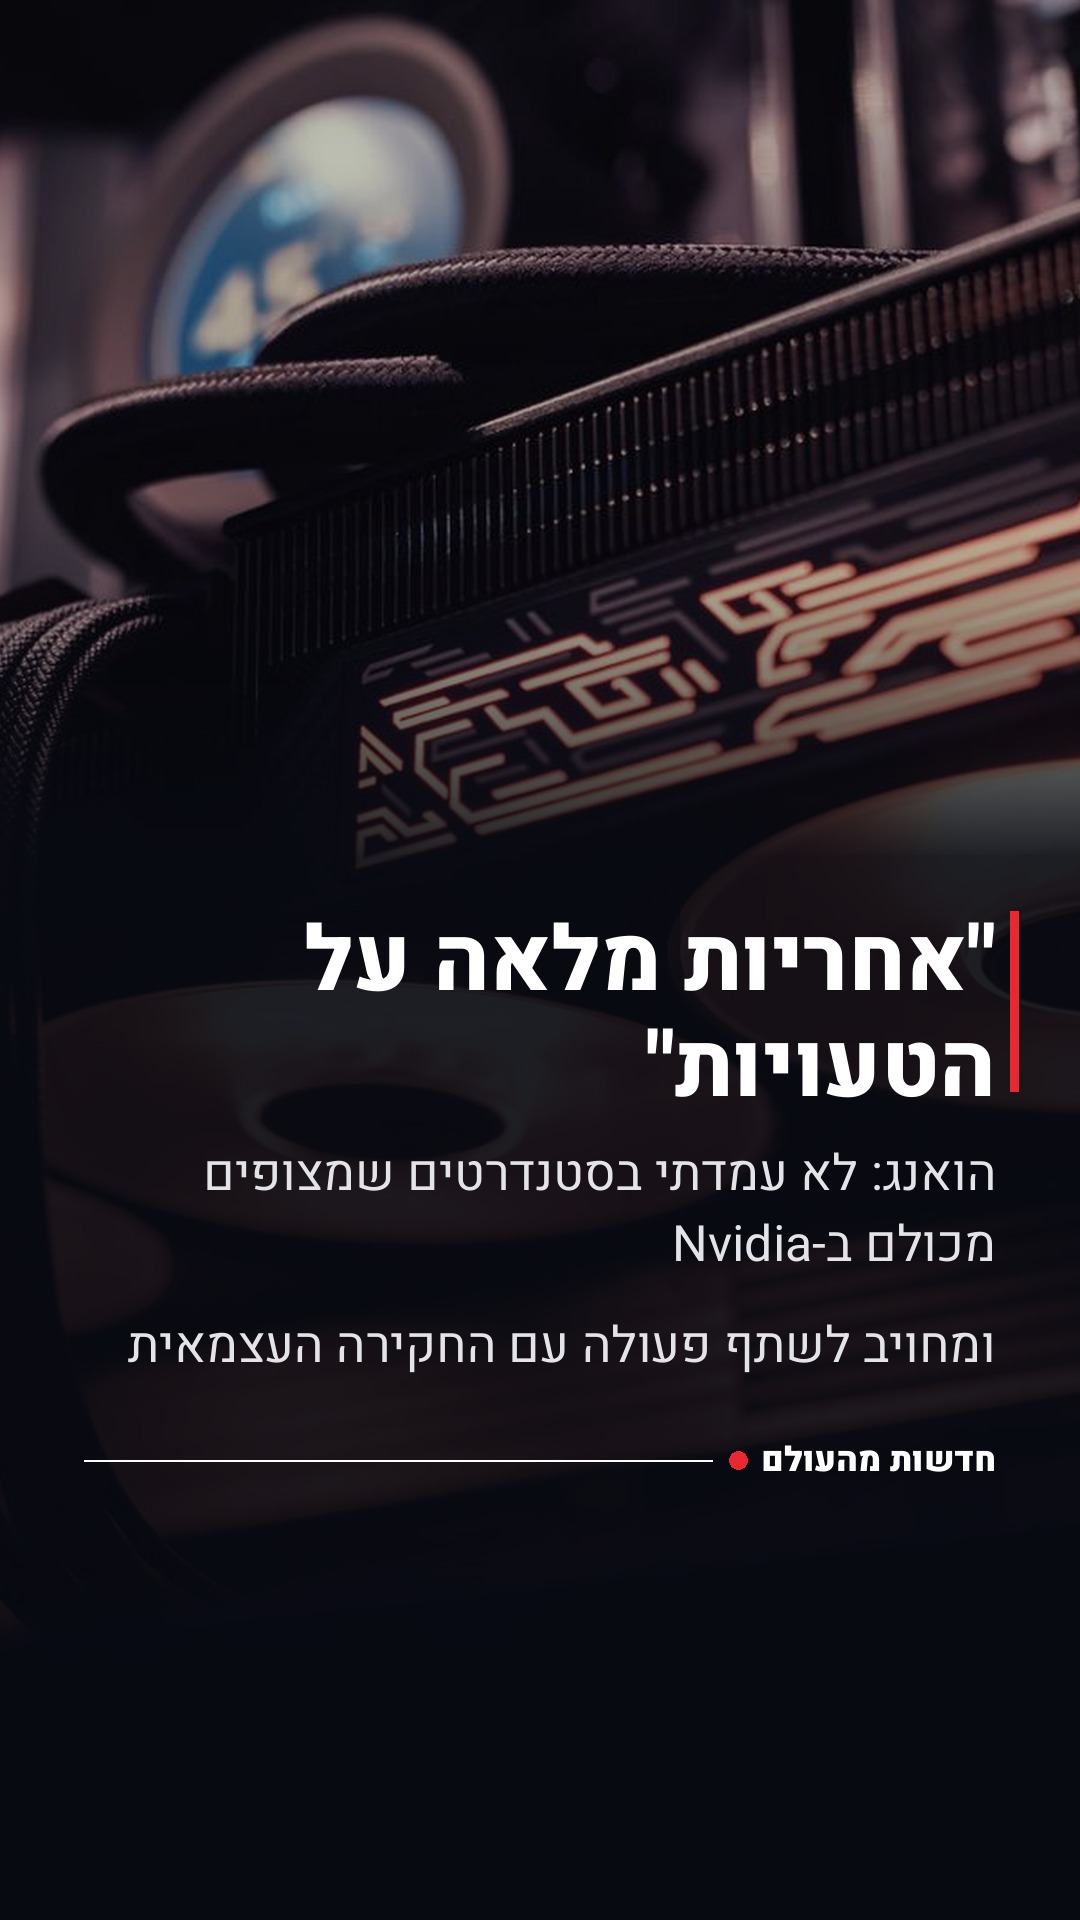 45
"אחריות מלאה על
הטעויות"
הואנג: לא עמדתי בסטנדרטים שמצופים
מכולם ב-Nvidia
ומחויב לשתף פעולה עם החקירה העצמאית
חדשות מהעולם